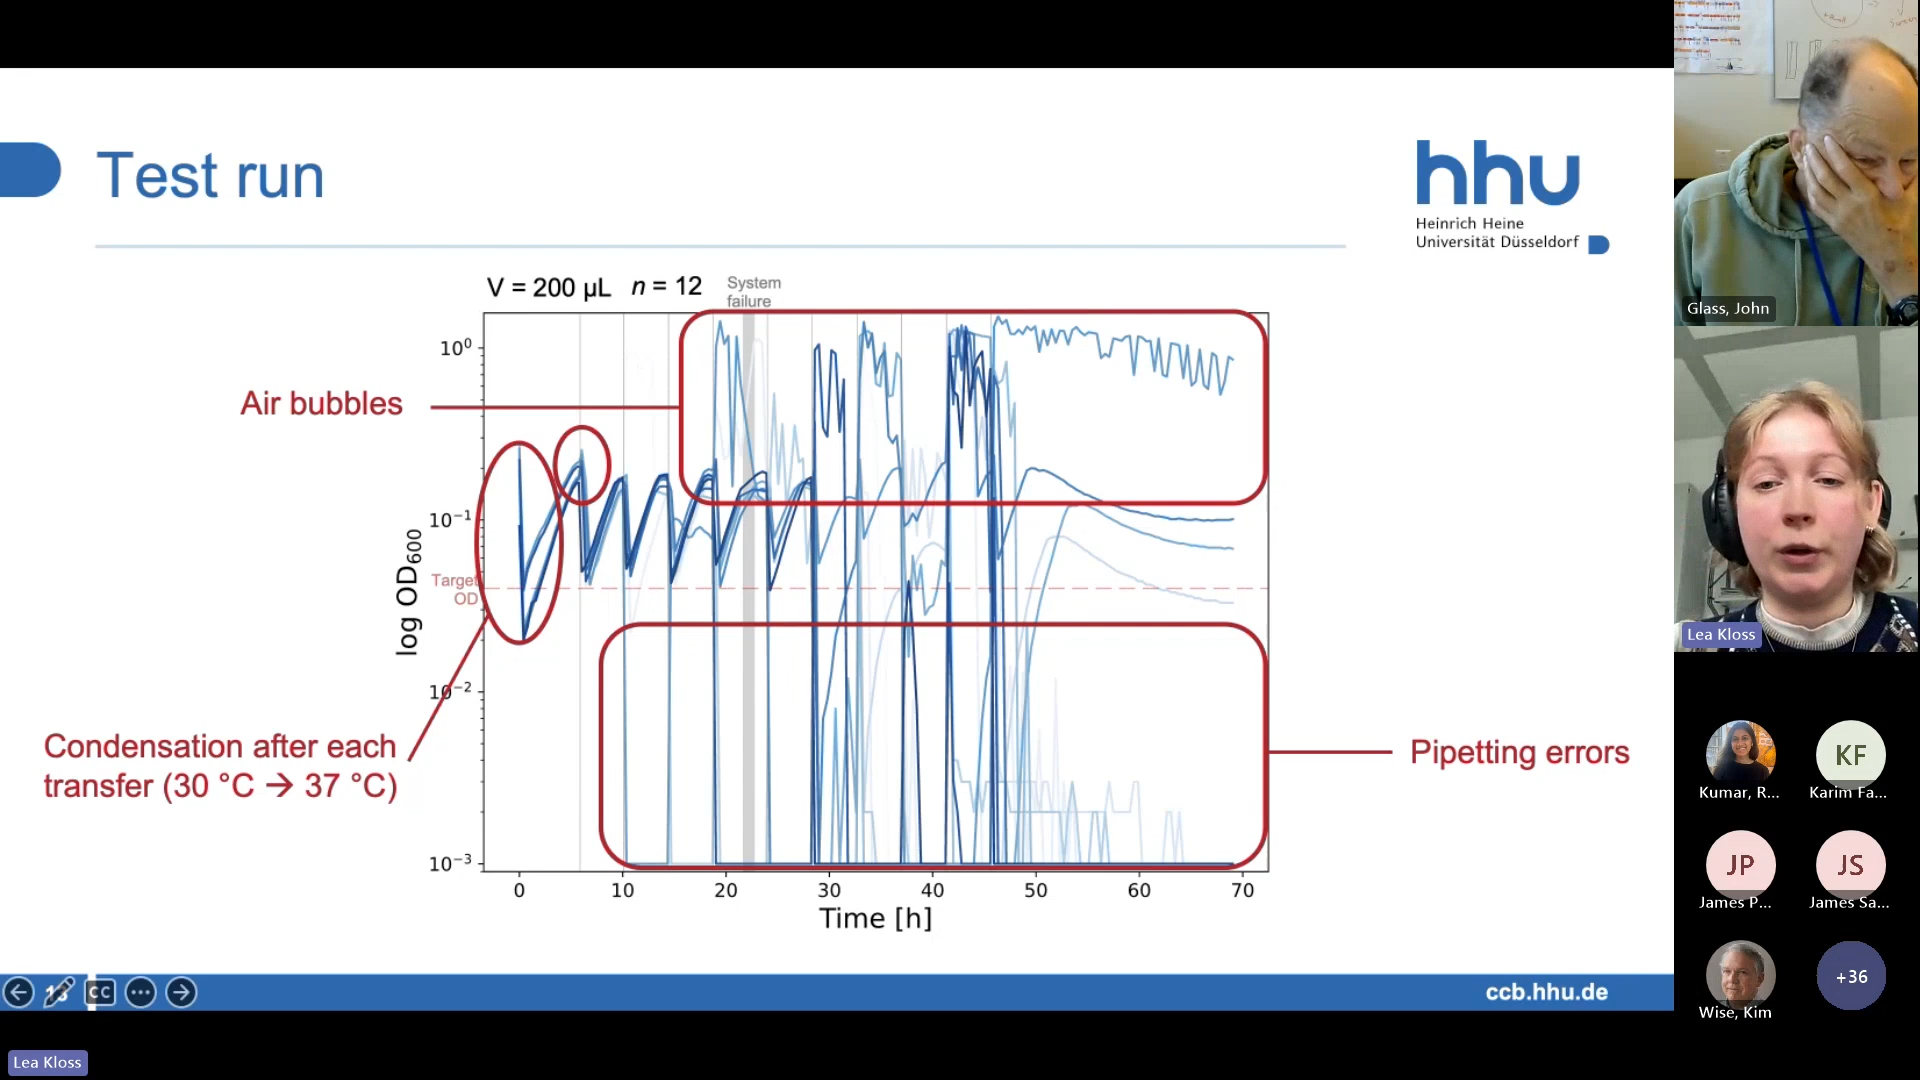 Test run
hhu
Heinrich Heine
Universität Düsseldorf
V = 200 µL n = 12
System
failure
10⁰
10⁻¹
10⁻²
10⁻³
log OD₆₀₀
Target
OD
0 10 20 30 40 50 60 70
Time [h]
Air bubbles
Condensation after each
transfer (30 °C → 37 °C)
Pipetting errors
CC
ccb.hhu.de
Lea Kloss
Glass, John
Lea Kloss
Kumar, R...
KF
Karim Fa...
JP
James P...
JS
James Sa...
Wise, Kim
+36